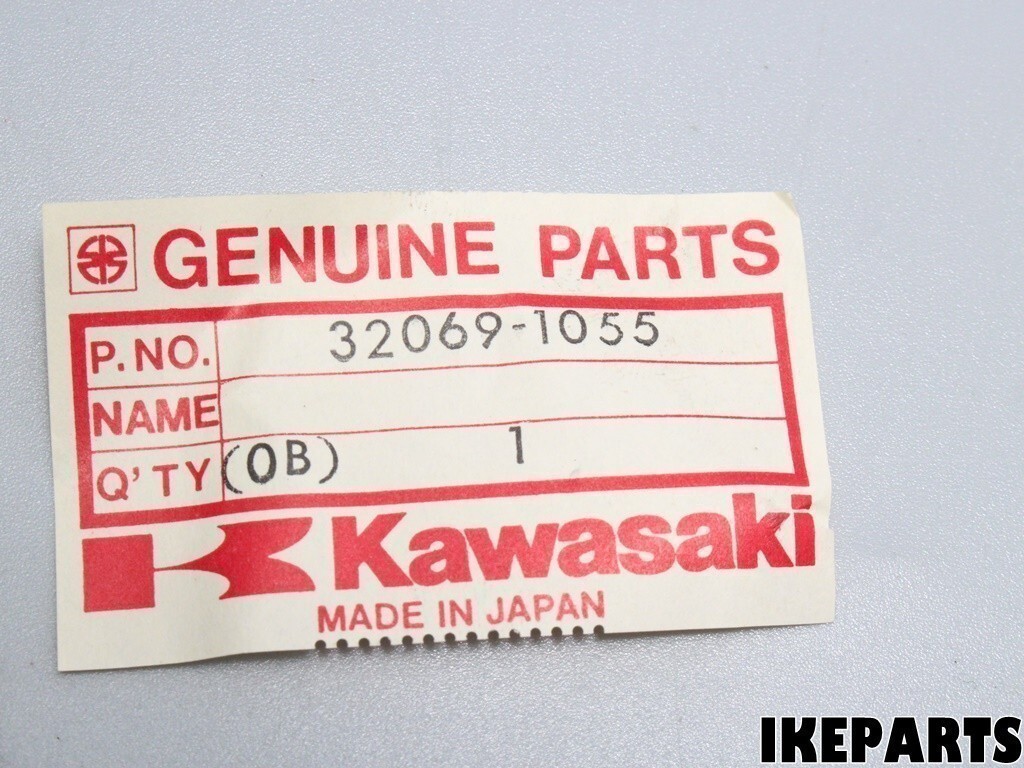 GENUINE PARTS
P.NO. 32069-1055
NAME
Q'TY (OB) 1
Kawasaki
MADE IN JAPAN
IKEPARTS